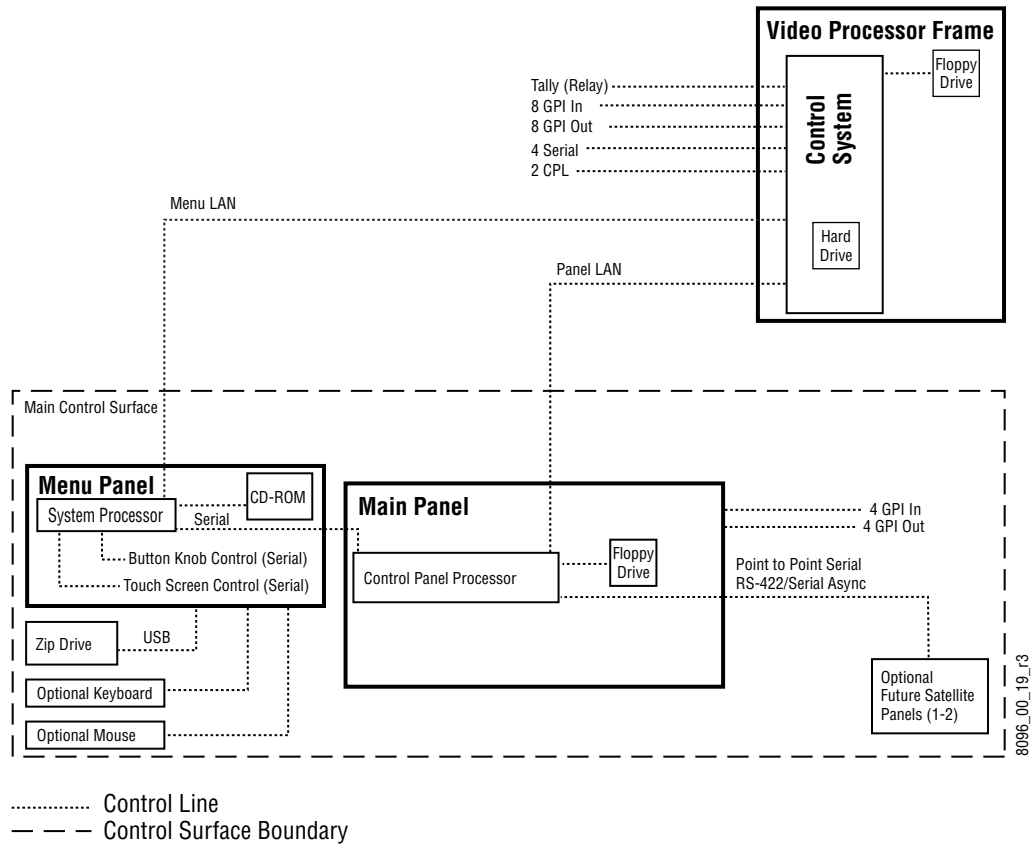 Video Processor Frame
Floppy
Drive
Control
System
Tally (Relay)
8 GPI In
8 GPI Out
4 Serial
2 CPL
Menu LAN
Hard
Drive
Panel LAN
Main Control Surface
Menu Panel
System Processor
CD-ROM
Serial
Button Knob Control (Serial)
Touch Screen Control (Serial)
Main Panel
Control Panel Processor
Floppy
Drive
4 GPI In
4 GPI Out
Point to Point Serial
RS-422/Serial Async
Zip Drive
USB
Optional Keyboard
Optional Mouse
Optional
Future Satellite
Panels (1-2)
8096_00_19_r3
Control Line
Control Surface Boundary